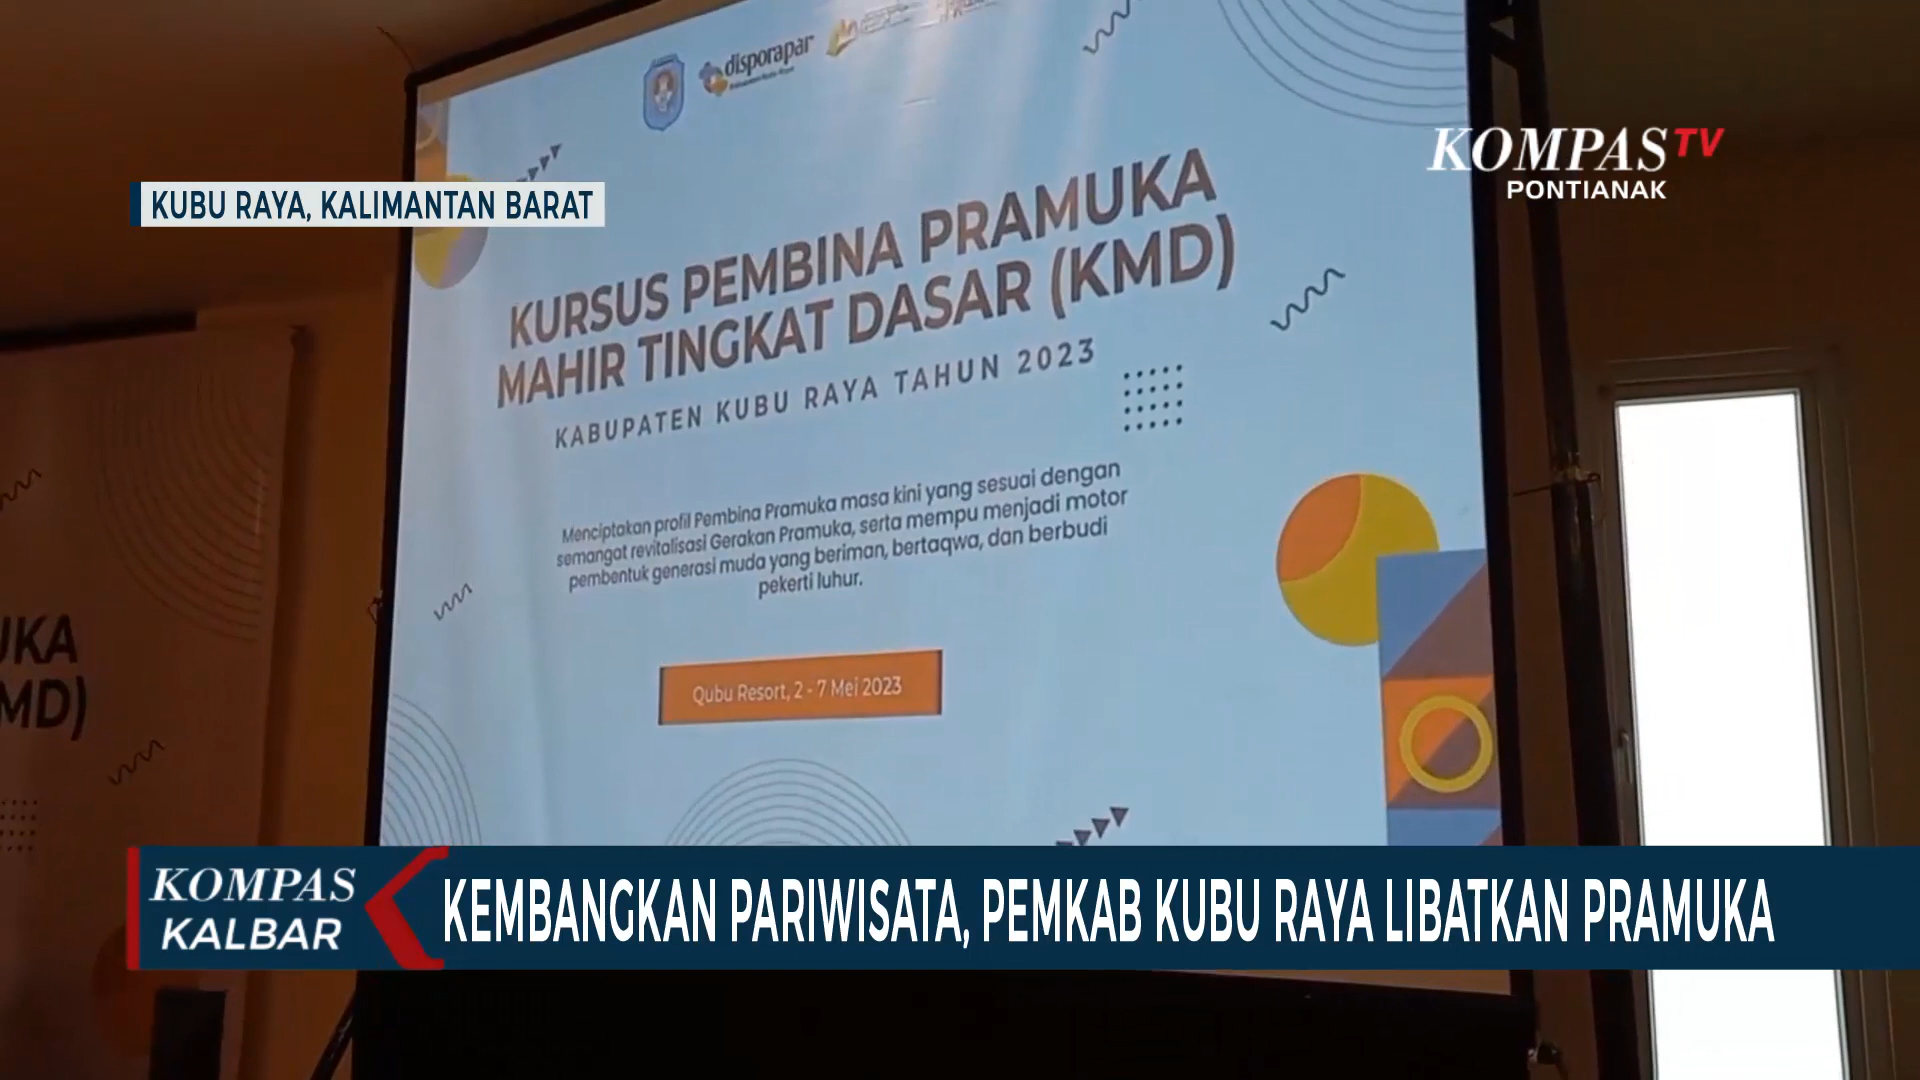 disporapar
KOMPAS TV
PONTIANAK
KUBU RAYA, KALIMANTAN BARAT
KURSUS PEMBINA PRAMUKA
MAHIR TINGKAT DASAR (KMD)
KABUPATEN KUBU RAYA TAHUN 2023
Menciptakan profil Pembina Pramuka masa kini yang sesuai dengan
semangat revitalisasi Gerakan Pramuka, serta mempu menjadi motor
pembentuk generasi muda yang beriman, bertaqwa, dan berbudi
pekerti luhur.
Qubu Resort, 2 - 7 Mei 2023
UKA
MD)
KOMPAS
KALBAR
KEMBANGKAN PARIWISATA, PEMKAB KUBU RAYA LIBATKAN PRAMUKA